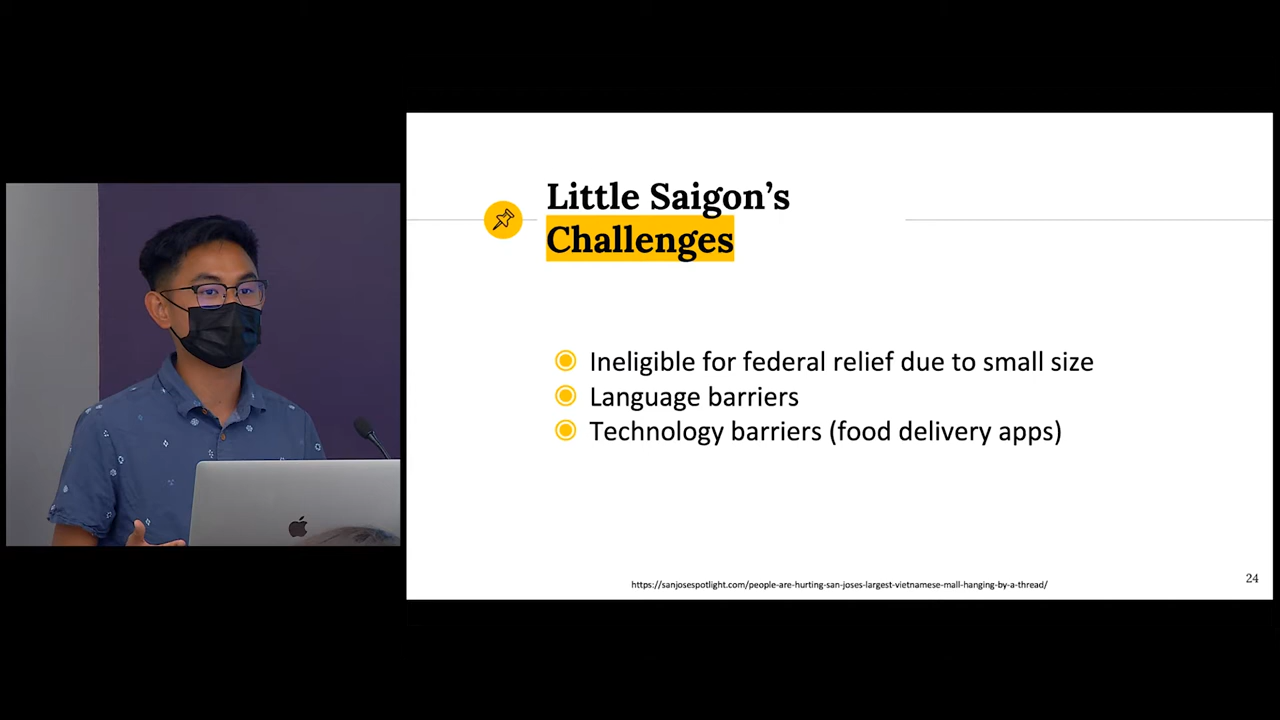 Little Saigon’s
Challenges
Ineligible for federal relief due to small size
Language barriers
Technology barriers (food delivery apps)
https://sanjosespotlight.com/people-are-hurting-san-joses-largest-vietnamese-mall-hanging-by-a-thread/
24